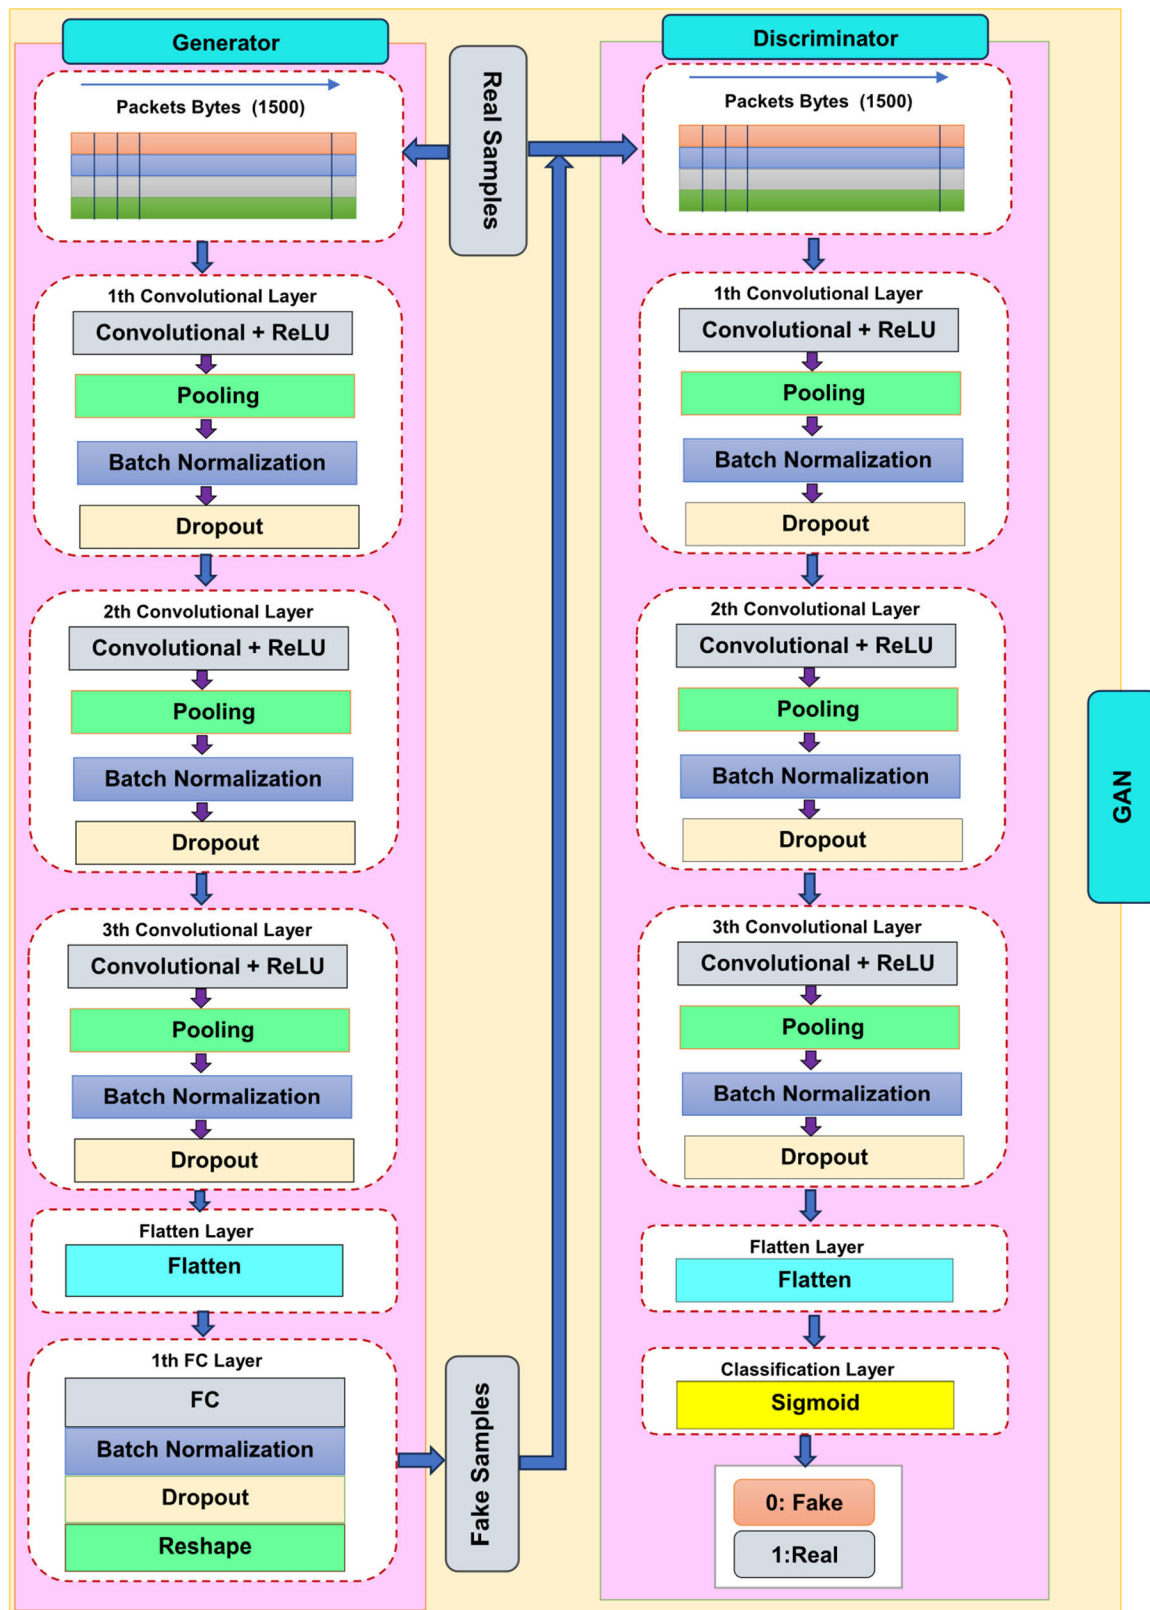 Generator
Packets Bytes (1500)
1th Convolutional Layer
Convolutional + ReLU
Pooling
Batch Normalization
Dropout
2th Convolutional Layer
Convolutional + ReLU
Pooling
Batch Normalization
Dropout
3th Convolutional Layer
Convolutional + ReLU
Pooling
Batch Normalization
Dropout
Flatten Layer
Flatten
1th FC Layer
FC
Batch Normalization
Dropout
Reshape
Real Samples
Fake Samples
Discriminator
Packets Bytes (1500)
1th Convolutional Layer
Convolutional + ReLU
Pooling
Batch Normalization
Dropout
2th Convolutional Layer
Convolutional + ReLU
Pooling
Batch Normalization
Dropout
3th Convolutional Layer
Convolutional + ReLU
Pooling
Batch Normalization
Dropout
Flatten Layer
Flatten
Classification Layer
Sigmoid
0: Fake
1:Real
GAN